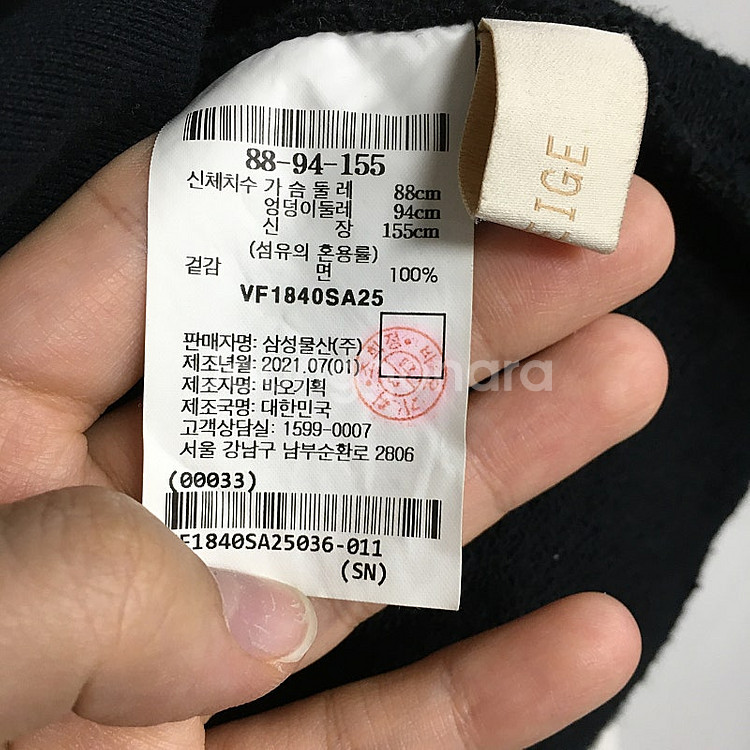 88-94-155
신체치수 가 슴 둘 레 88cm
엉덩이둘레 94cm
신 장 155cm
(섬유의 혼용률)
겉감 면 100%
VF1840SA25
판매자명: 삼성물산(주)
제조년월: 2021.07(01)
제조자명: 비오기획
제조국명: 대한민국
고객상담실: 1599-0007
서울 강남구 남부순환로 2806
(00033)
F1840SA25036-011
(SN)
IGE